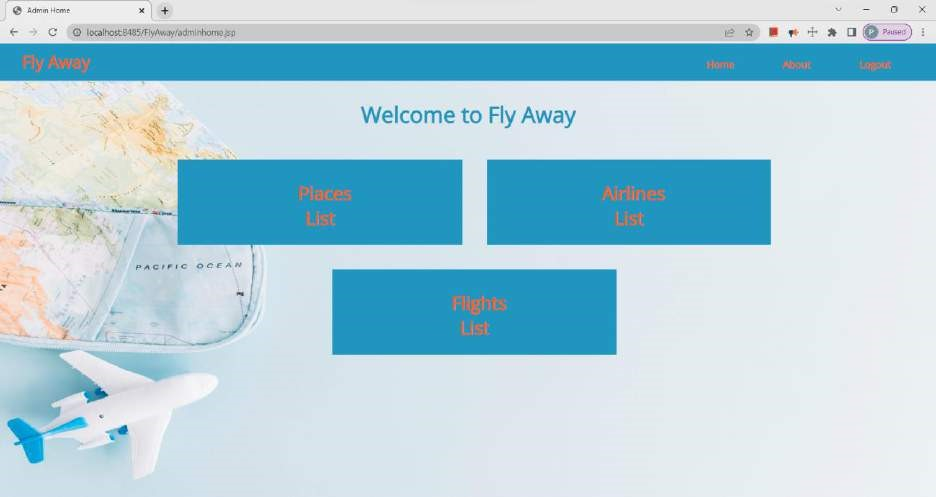 Admin Home
localhost:8485/FlyAway/adminhome.jsp
P Paused
Fly Away
Home About Logout
Welcome to Fly Away
Places
List
Airlines
List
Flights
List
PACIFIC OCEAN